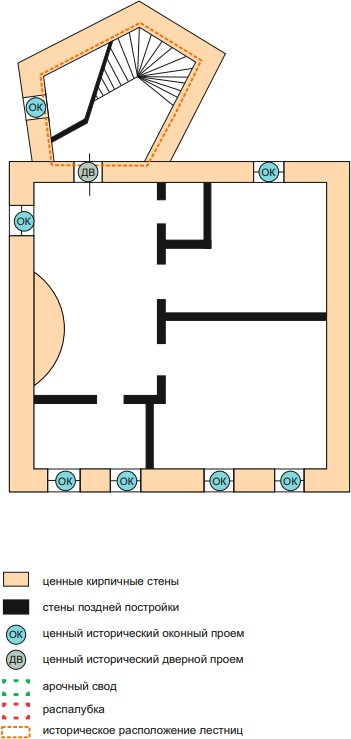 ОК
ДВ
ОК
ОК
ОК
ОК
ОК
ОК
ценные кирпичные стены
стены поздней постройки
ОК ценный исторический оконный проем
ДВ ценный исторический дверной проем
арочный свод
распалубка
историческое расположение лестниц